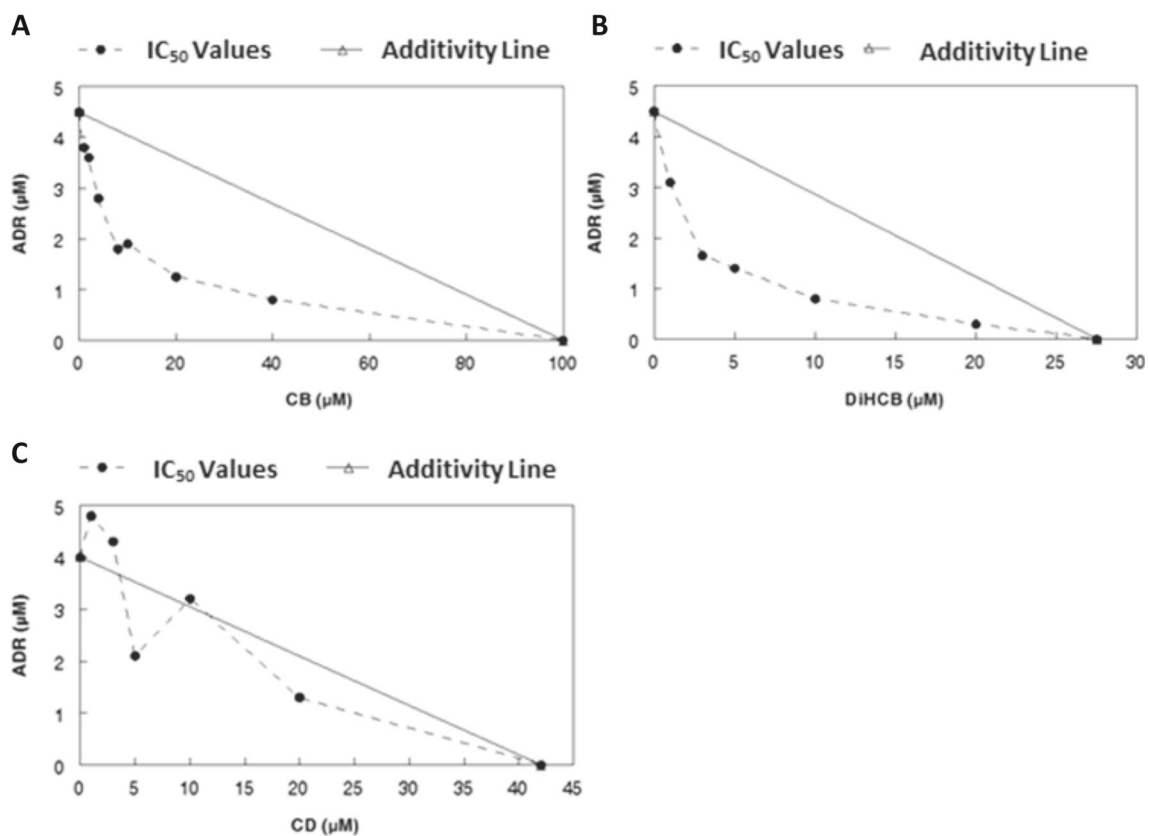 A
IC50 Values Additivity Line
5
4
3
2
1
0
ADR (µM)
0 20 40 60 80 100
CB (µM)
B
IC50 Values Additivity Line
5
4
3
2
1
0
ADR (µM)
0 5 10 15 20 25 30
DiHCB (µM)
C
IC50 Values Additivity Line
5
4
3
2
1
0
ADR (µM)
0 5 10 15 20 25 30 35 40 45
CD (µM)